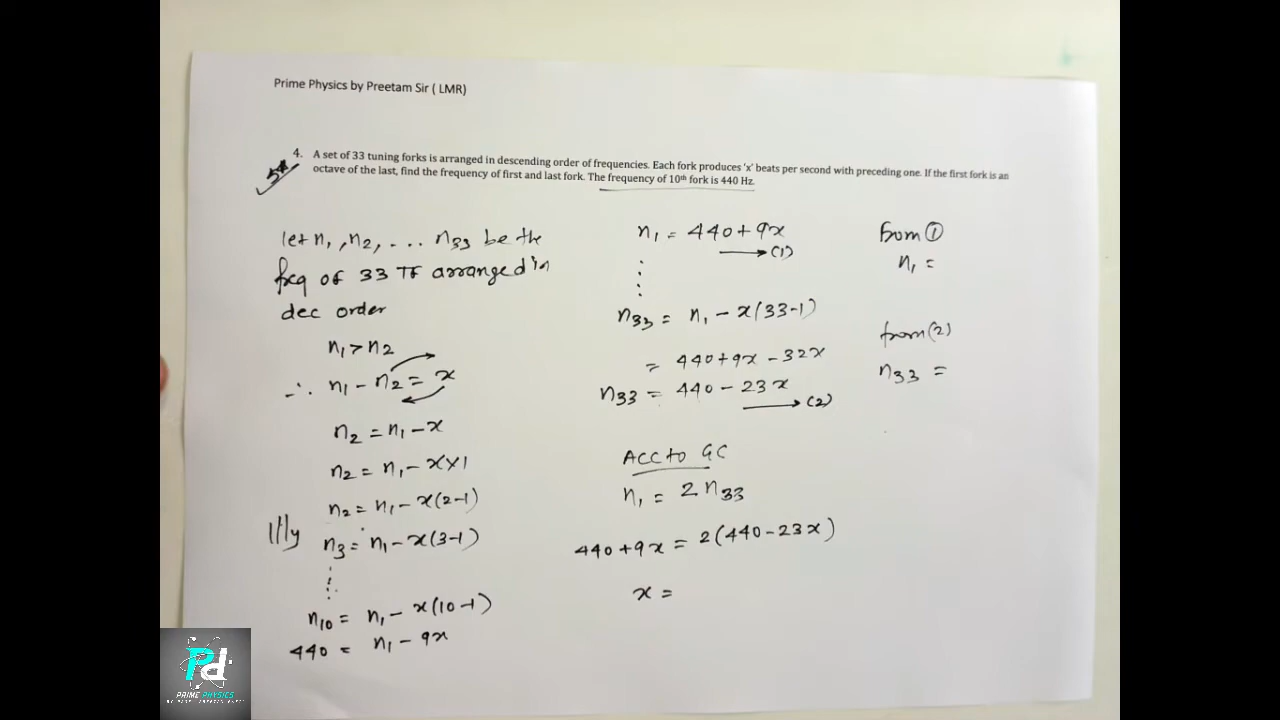 Prime Physics by Preetam Sir ( LMR)
4. A set of 33 tuning forks is arranged in descending order of frequencies. Each fork produces 'x' beats per second with preceding one. If the first fork is an
octave of the last, find the frequency of first and last fork. The frequency of 10th fork is 440 Hz.
let n₁, n₂, ... n₃₃ be the
freq of 33 TF arranged in
dec order
n₁ > n₂
∴ n₁ - n₂ = x
n₂ = n₁ - x
n₂ = n₁ - x×1
n₂ = n₁ - x(2-1)
lllly n₃ = n₁ - x(3-1)
n₁₀ = n₁ - x(10-1)
440 = n₁ - 9x
n₁ = 440 + 9x
→ (1)
n₃₃ = n₁ - x(33-1)
= 440 + 9x - 32x
n₃₃ = 440 - 23x
→ (2)
ACC to GC
n₁ = 2 n₃₃
440 + 9x = 2(440 - 23x)
x =
from ①
n₁ =
from (2)
n₃₃ =
Pd
PRIME PHYSICS